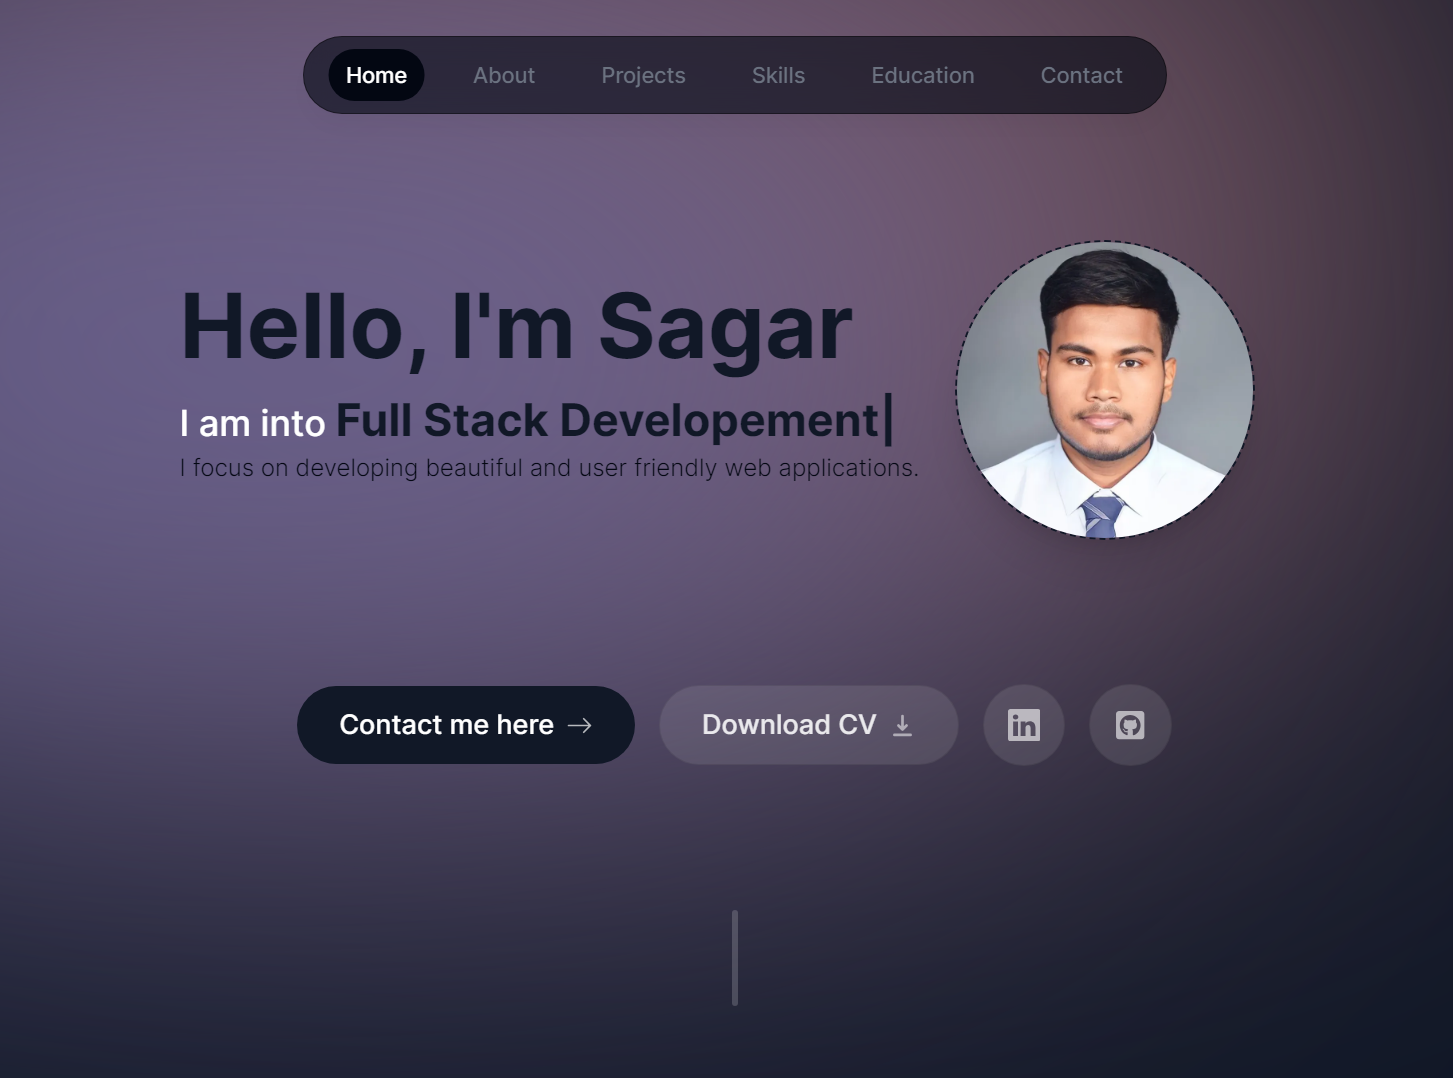 Home About Projects Skills Education Contact
Hello, I'm Sagar
I am into Full Stack Developement|
I focus on developing beautiful and user friendly web applications.
Contact me here → Download CV in